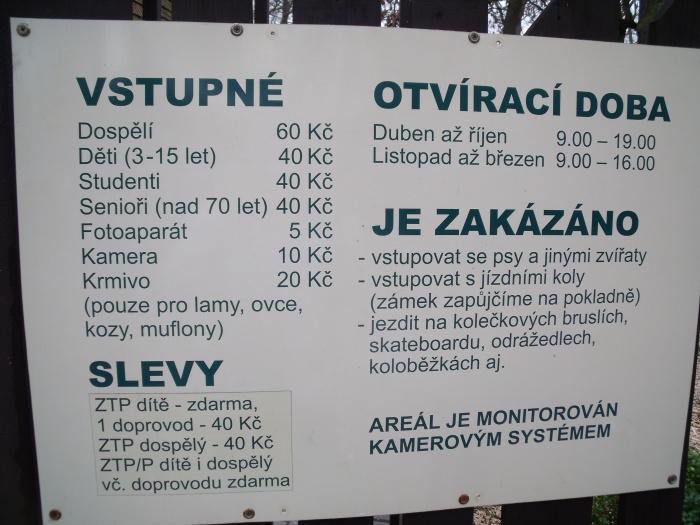 VSTUPNÉ
Dospělí 60 Kč
Děti (3-15 let) 40 Kč
Studenti 40 Kč
Senioři (nad 70 let) 40 Kč
Fotoaparát 5 Kč
Kamera 10 Kč
Krmivo 20 Kč
(pouze pro lamy, ovce,
kozy, muflony)
SLEVY
ZTP dítě - zdarma,
1 doprovod - 40 Kč
ZTP dospělý - 40 Kč
ZTP/P dítě i dospělý
vč. doprovodu zdarma
OTVÍRACÍ DOBA
Duben až říjen 9.00 – 19.00
Listopad až březen 9.00 – 16.00
JE ZAKÁZÁNO
- vstupovat se psy a jinými zvířaty
- vstupovat s jízdními koly
(zámek zapůjčíme na pokladně)
- jezdit na kolečkových bruslích,
skateboardu, odrážedlech,
koloběžkách aj.
AREÁL JE MONITOROVÁN
KAMEROVÝM SYSTÉMEM